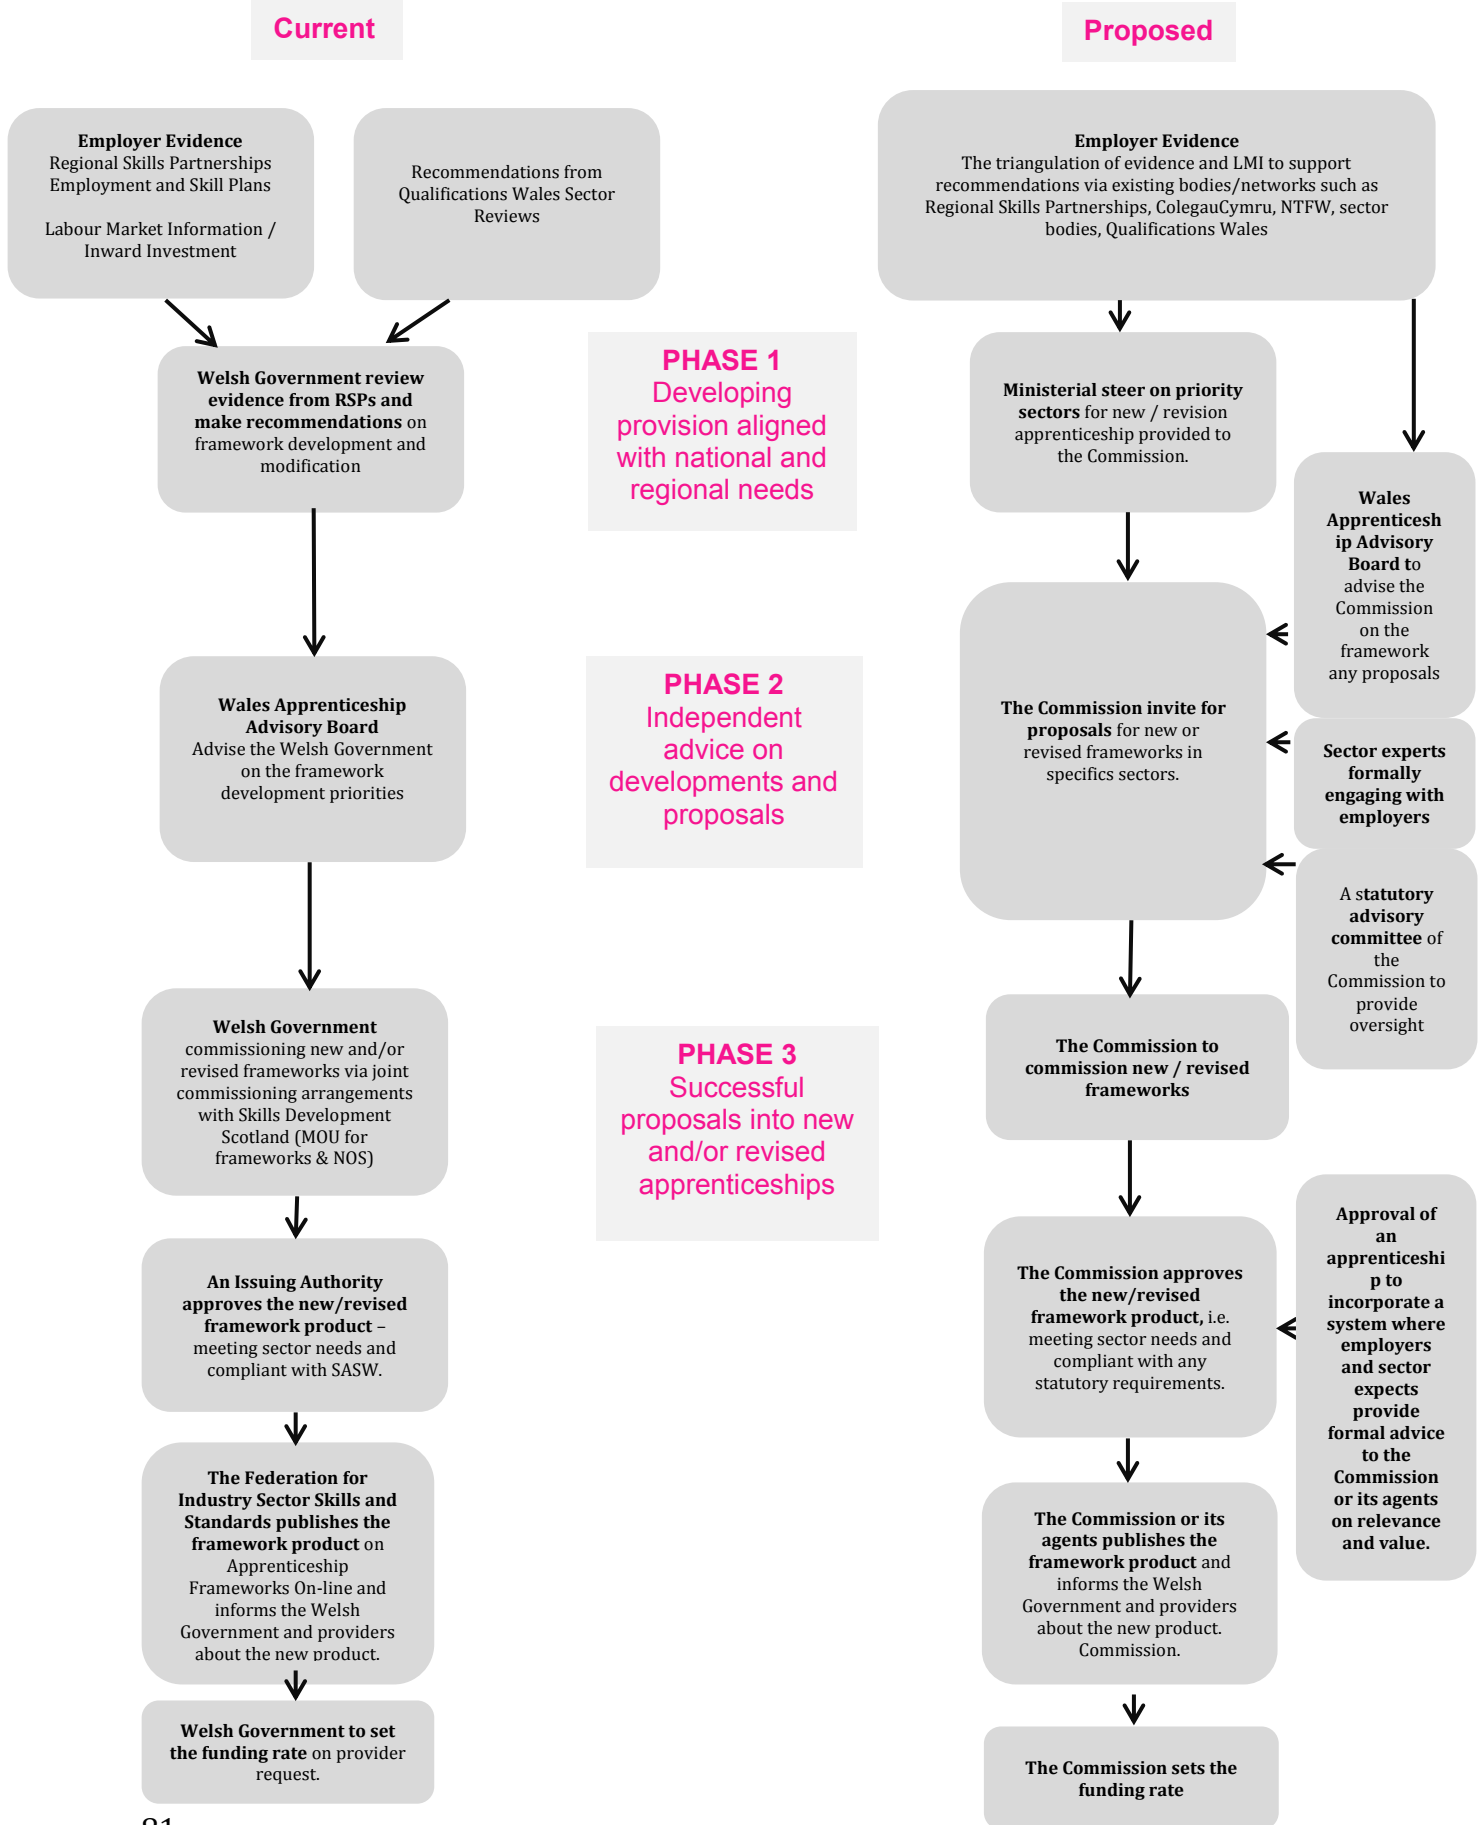 Current
Employer Evidence
Regional Skills Partnerships
Employment and Skill Plans
Labour Market Information /
Inward Investment
Recommendations from
Qualifications Wales Sector
Reviews
Welsh Government review
evidence from RSPs and
make recommendations on
framework development and
modification
Wales Apprenticeship
Advisory Board
Advise the Welsh Government
on the framework
development priorities
Welsh Government
commissioning new and/or
revised frameworks via joint
commissioning arrangements
with Skills Development
Scotland (MOU for
frameworks & NOS)
An Issuing Authority
approves the new/revised
framework product –
meeting sector needs and
compliant with SASW.
The Federation for
Industry Sector Skills and
Standards publishes the
framework product on
Apprenticeship
Frameworks On-line and
informs the Welsh
Government and providers
about the new product.
Welsh Government to set
the funding rate on provider
request.
PHASE 1
Developing
provision aligned
with national and
regional needs
PHASE 2
Independent
advice on
developments and
proposals
PHASE 3
Successful
proposals into new
and/or revised
apprenticeships
Proposed
Employer Evidence
The triangulation of evidence and LMI to support
recommendations via existing bodies/networks such as
Regional Skills Partnerships, ColegauCymru, NTFW, sector
bodies, Qualifications Wales
Ministerial steer on priority
sectors for new / revision
apprenticeship provided to
the Commission.
Wales
Apprenticesh
ip Advisory
Board to
advise the
Commission
on the
framework
any proposals
The Commission invite for
proposals for new or
revised frameworks in
specifics sectors.
Sector experts
formally
engaging with
employers
A statutory
advisory
committee of
the
Commission to
provide
oversight
The Commission to
commission new / revised
frameworks
The Commission approves
the new/revised
framework product, i.e.
meeting sector needs and
compliant with any
statutory requirements.
Approval of
an
apprenticeshi
p to
incorporate a
system where
employers
and sector
expects
provide
formal advice
to the
Commission
or its agents
on relevance
and value.
The Commission or its
agents publishes the
framework product and
informs the Welsh
Government and providers
about the new product.
Commission.
The Commission sets the
funding rate